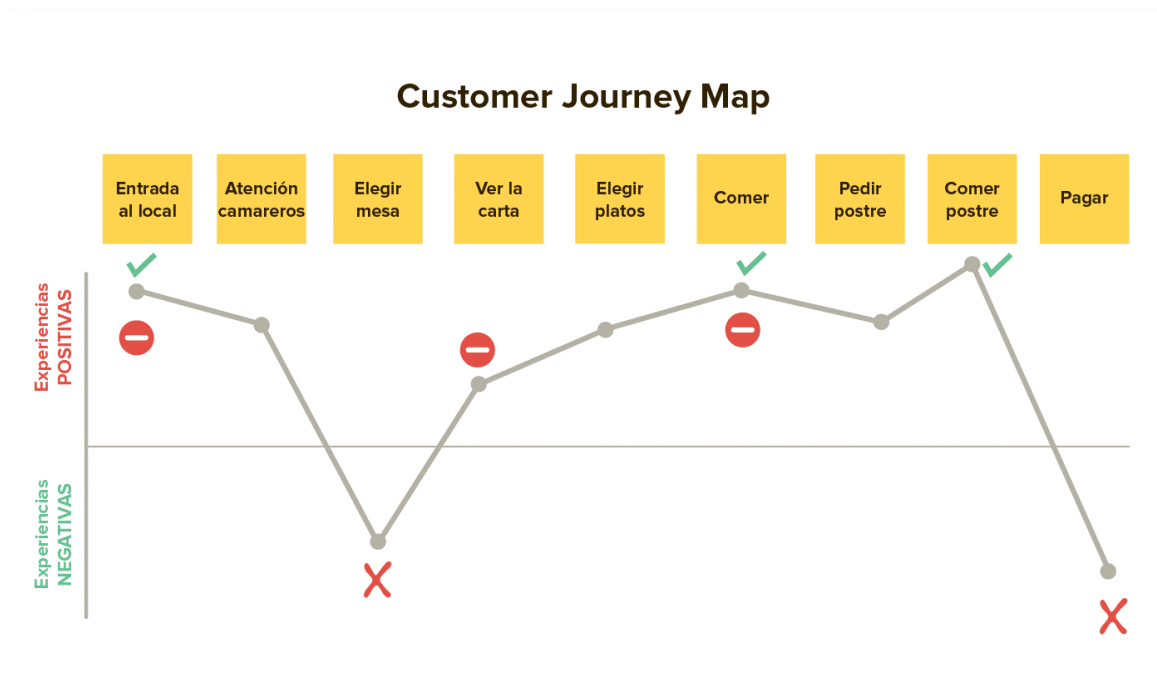 Customer Journey Map
Entrada
al local
Atención
camareros
Elegir
mesa
Ver la
carta
Elegir
platos
Comer
Pedir
postre
Comer
postre
Pagar
Experiencias
POSITIVAS
Experiencias
NEGATIVAS